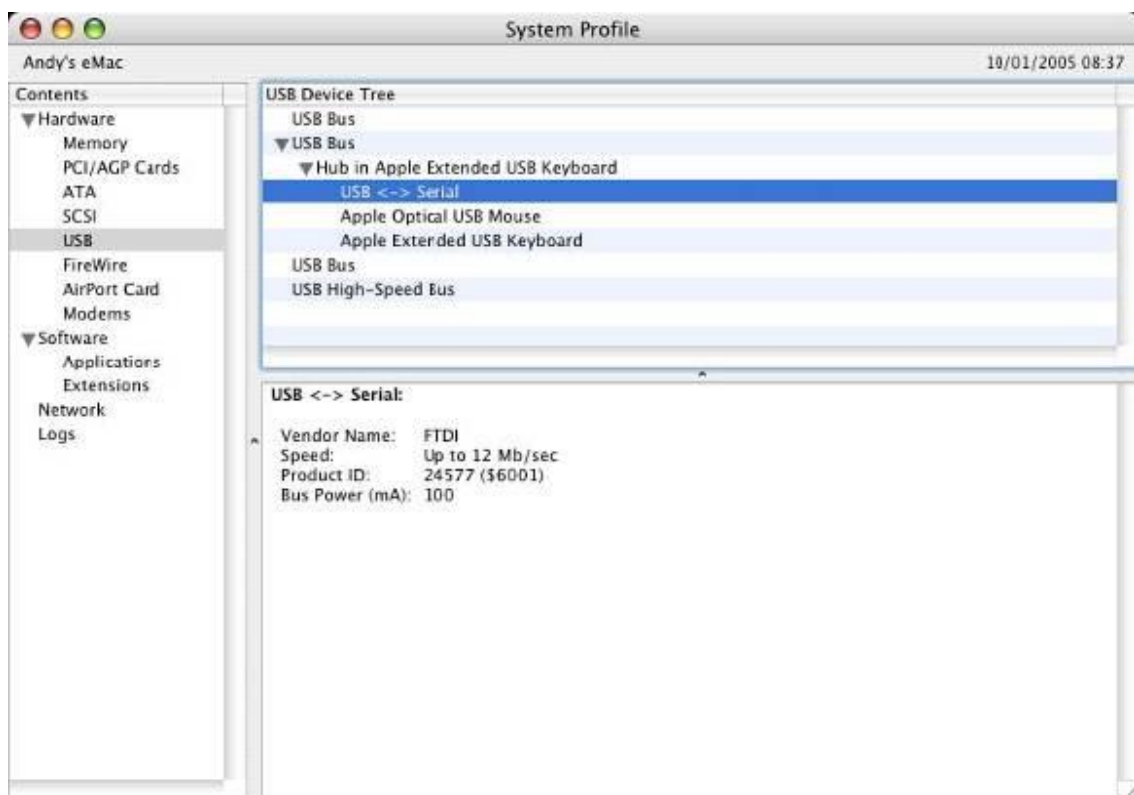 System Profile
Andy's eMac
10/01/2005 08:37
Contents
Hardware
Memory
PCI/AGP Cards
ATA
SCSI
USB
FireWire
AirPort Card
Modems
Software
Applications
Extensions
Network
Logs
USB Device Tree
USB Bus
USB Bus
Hub in Apple Extended USB Keyboard
USB <-> Serial
Apple Optical USB Mouse
Apple Extended USB Keyboard
USB Bus
USB High-Speed Bus
USB <-> Serial:
Vendor Name: FTDI
Speed: Up to 12 Mb/sec
Product ID: 24577 ($6001)
Bus Power (mA): 100